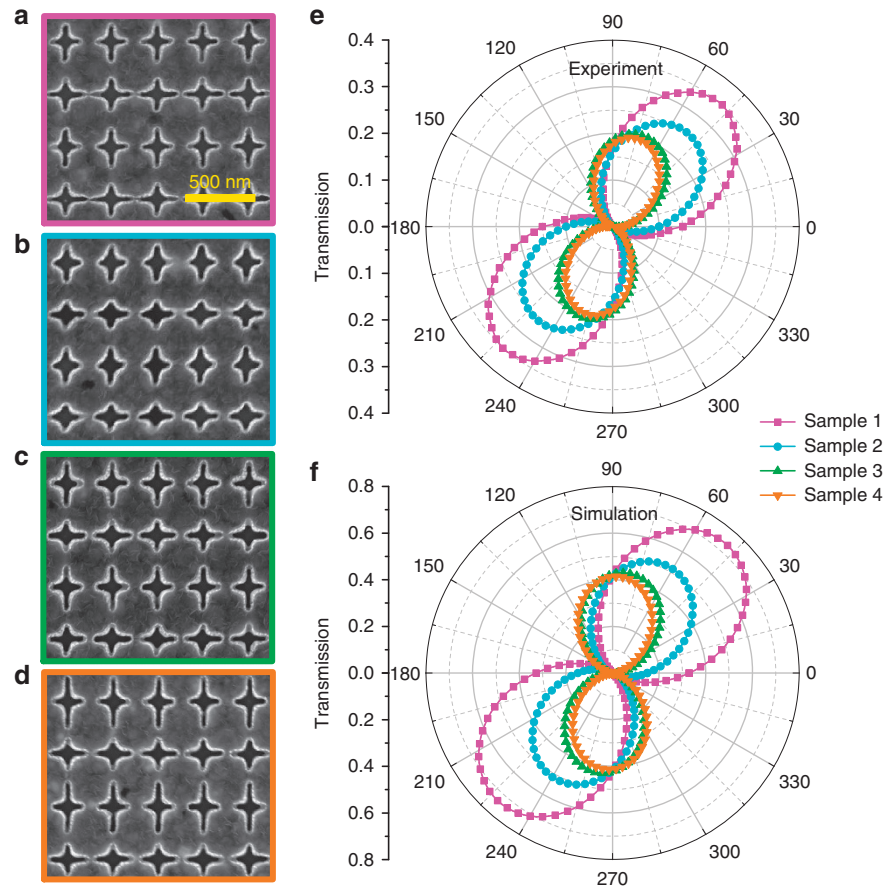 a
500 nm
b
c
d
e
Experiment
Transmission
0.4
0.3
0.2
0.1
0.0
0.1
0.2
0.3
0.4
90
60
30
0
330
300
270
240
210
180
150
120
Sample 1
Sample 2
Sample 3
Sample 4
f
Simulation
Transmission
0.8
0.6
0.4
0.2
0.0
0.2
0.4
0.6
0.8
90
60
30
0
330
300
270
240
210
180
150
120